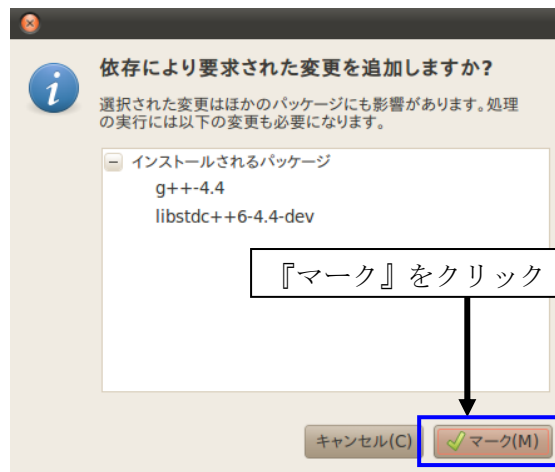 依存により要求された変更を追加しますか?
選択された変更はほかのパッケージにも影響があります。処理
の実行には以下の変更も必要になります。
インストールされるパッケージ
g++-4.4
libstdc++6-4.4-dev
『マーク』をクリック
キャンセル(C)
マーク(M)